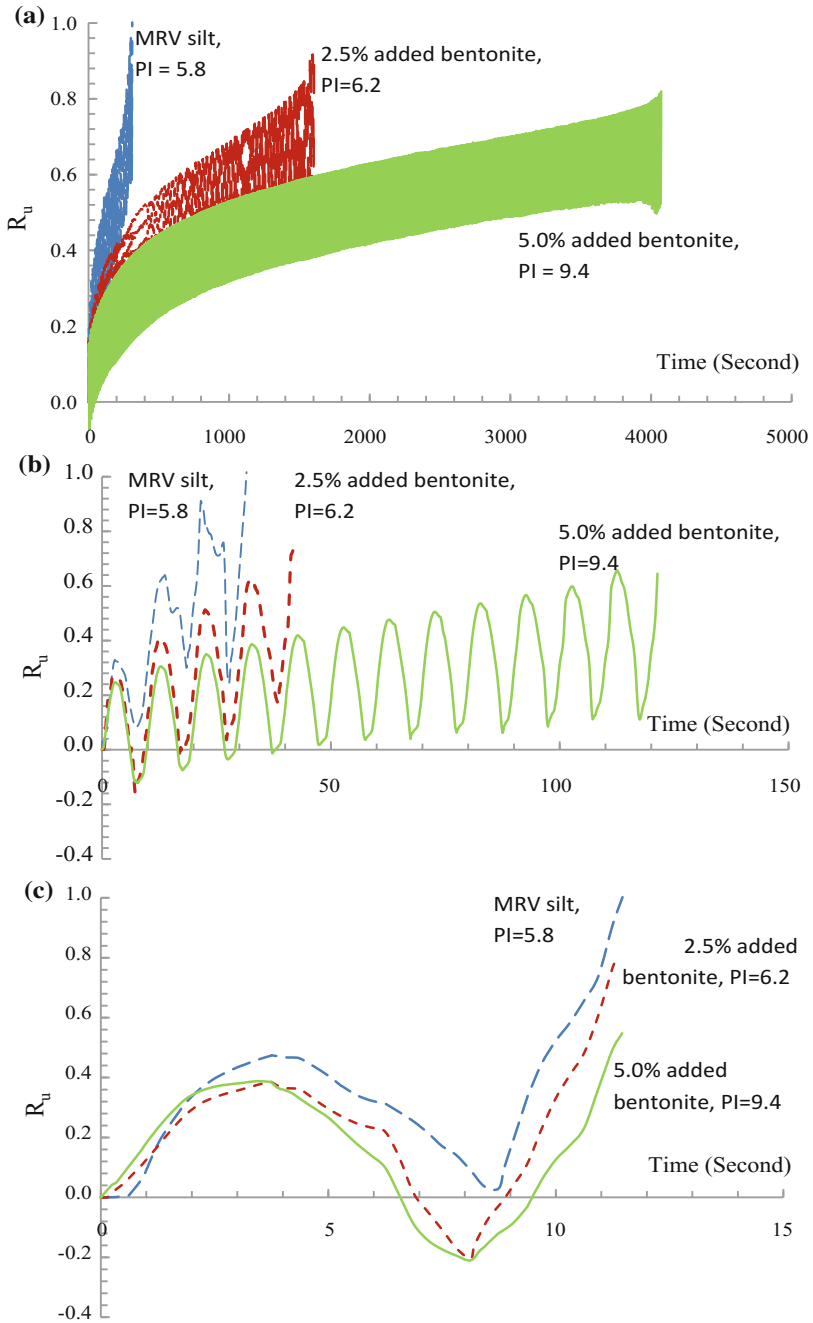 (a)
1.0
MRV silt,
PI = 5.8
2.5% added bentonite,
PI=6.2
0.8
0.6
Ru
0.4
5.0% added bentonite,
PI = 9.4
0.2
Time (Second)
0.0
0 1000 2000 3000 4000 5000
(b)
1.0
MRV silt,
PI=5.8
2.5% added bentonite,
PI=6.2
0.8
5.0% added bentonite,
PI=9.4
0.6
0.4
Ru
0.2
Time (Second)
0.0
0 50 100 150
-0.2
-0.4
(c)
1.0
MRV silt,
PI=5.8
0.8
2.5% added
bentonite, PI=6.2
0.6
0.4
Ru
5.0% added
bentonite, PI=9.4
0.2
Time (Second)
0.0
0 5 10 15
-0.2
-0.4